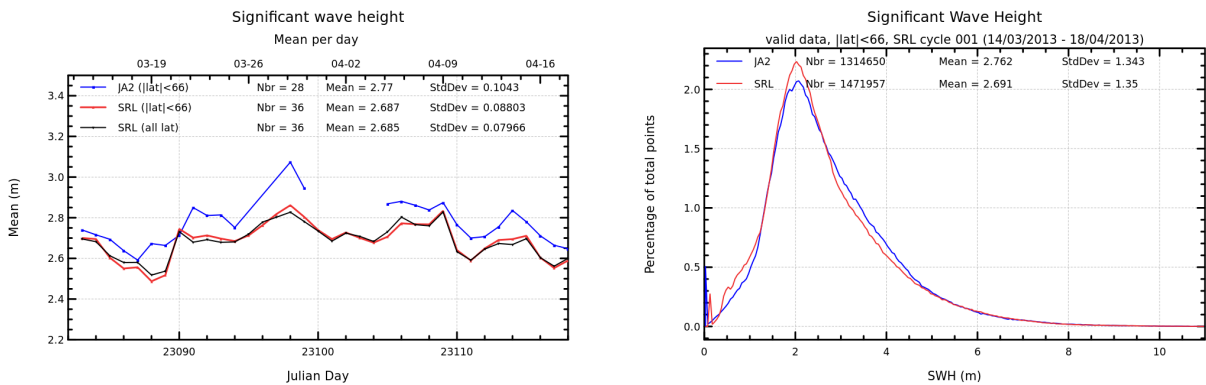 Significant wave height
Mean per day
03-19 03-26 04-02 04-09 04-16
JA2 (|lat|<66) Nbr = 28 Mean = 2.77 StdDev = 0.1043
SRL (|lat|<66) Nbr = 36 Mean = 2.687 StdDev = 0.08803
SRL (all lat) Nbr = 36 Mean = 2.685 StdDev = 0.07966
3.4
3.2
3.0
2.8
2.6
2.4
2.2
Mean (m)
23090 23100 23110
Julian Day
Significant Wave Height
valid data, |lat|<66, SRL cycle 001 (14/03/2013 - 18/04/2013)
JA2 Nbr = 1314650 Mean = 2.762 StdDev = 1.343
SRL Nbr = 1471957 Mean = 2.691 StdDev = 1.35
2.0
1.5
1.0
0.5
0.0
Percentage of total points
0 2 4 6 8 10
SWH (m)